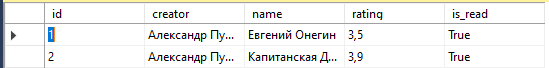 id creator name rating is_read
1 Александр Пу... Евгений Онегин 3,5 True
2 Александр Пу... Капитанская Д... 3,9 True